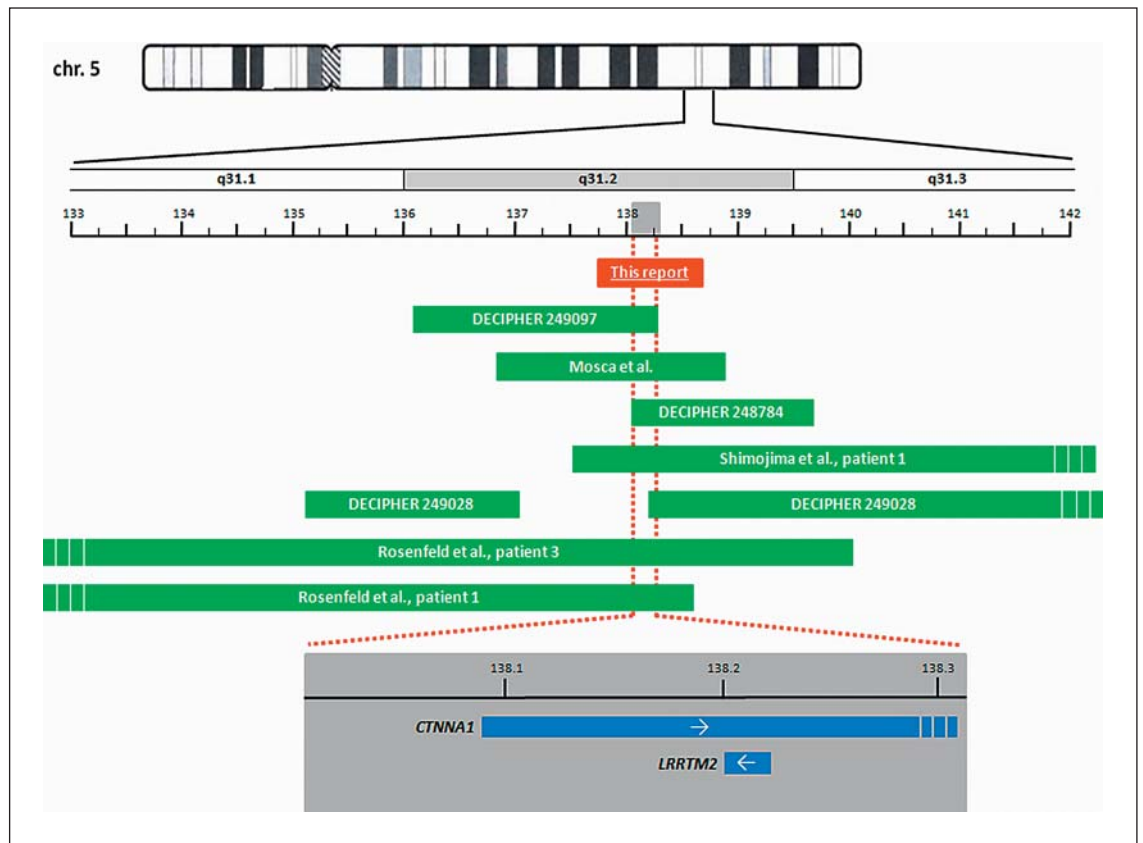 chr. 5
q31.1 q31.2 q31.3
133 134 135 136 137 138 139 140 141 142
This report
DECIPHER 249097
Mosca et al.
DECIPHER 248784
Shimojima et al., patient 1
DECIPHER 249028 DECIPHER 249028
Rosenfeld et al., patient 3
Rosenfeld et al., patient 1
138.1 138.2 138.3
CTNNA1
LRRTM2